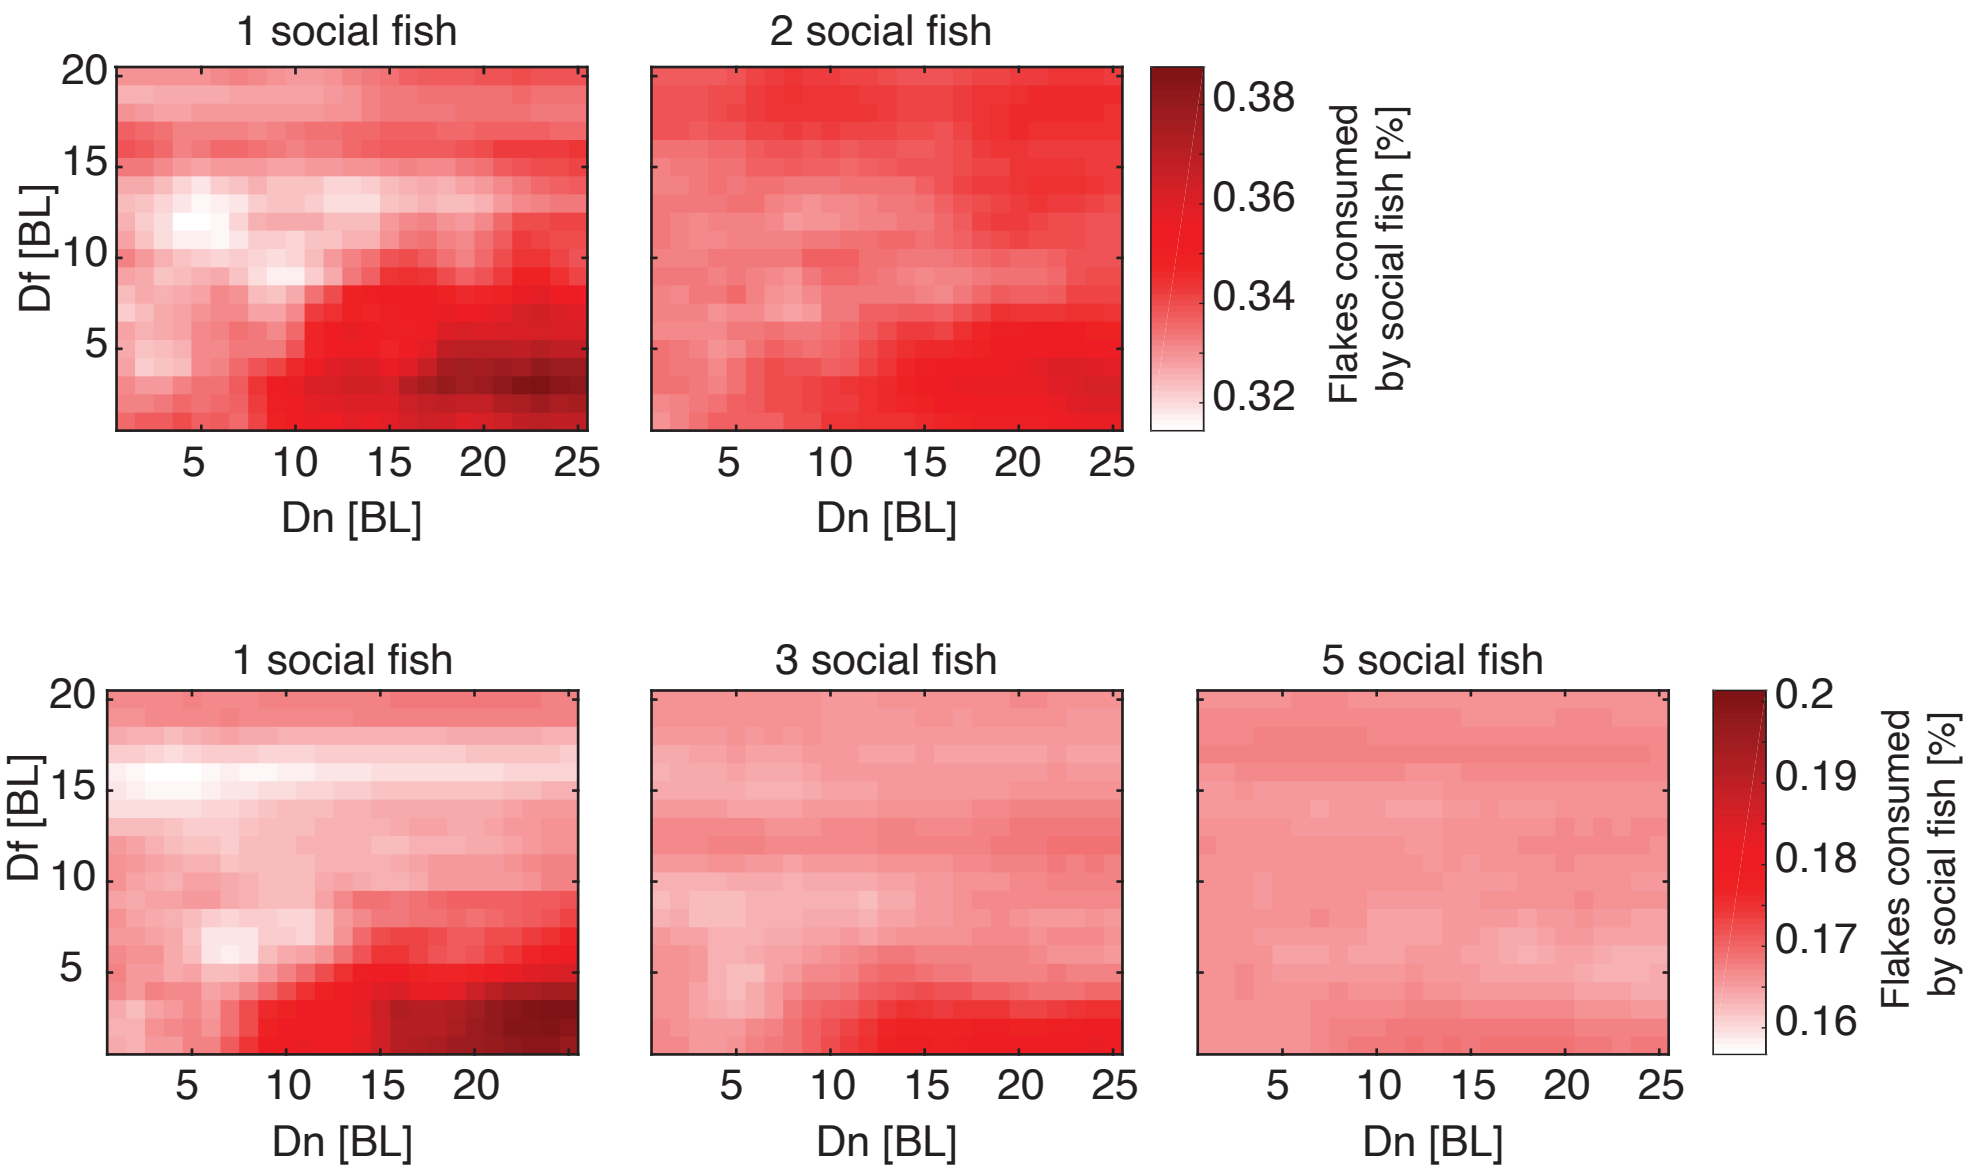 1 social fish
2 social fish
20
15
10
5
Df [BL]
5 10 15 20 25
Dn [BL]
5 10 15 20 25
Dn [BL]
0.38
0.36
0.34
0.32
Flakes consumed
by social fish [%]
1 social fish
3 social fish
5 social fish
20
15
10
5
Df [BL]
5 10 15 20
Dn [BL]
5 10 15 20 25
Dn [BL]
5 10 15 20 25
Dn [BL]
0.2
0.19
0.18
0.17
0.16
Flakes consumed
by social fish [%]